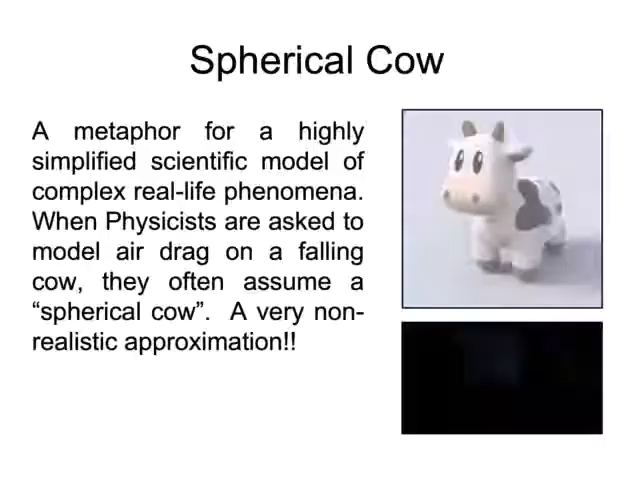 Spherical Cow
A metaphor for a highly
simplified scientific model of
complex real-life phenomena.
When Physicists are asked to
model air drag on a falling
cow, they often assume a
“spherical cow”.  A very non-
realistic approximation!!